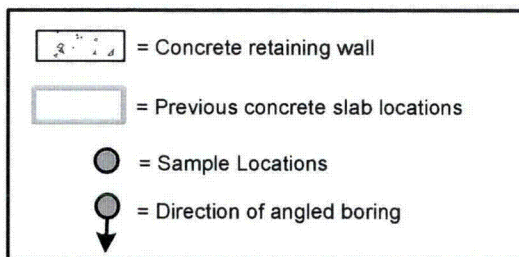 = Concrete retaining wall
= Previous concrete slab locations
= Sample Locations
= Direction of angled boring